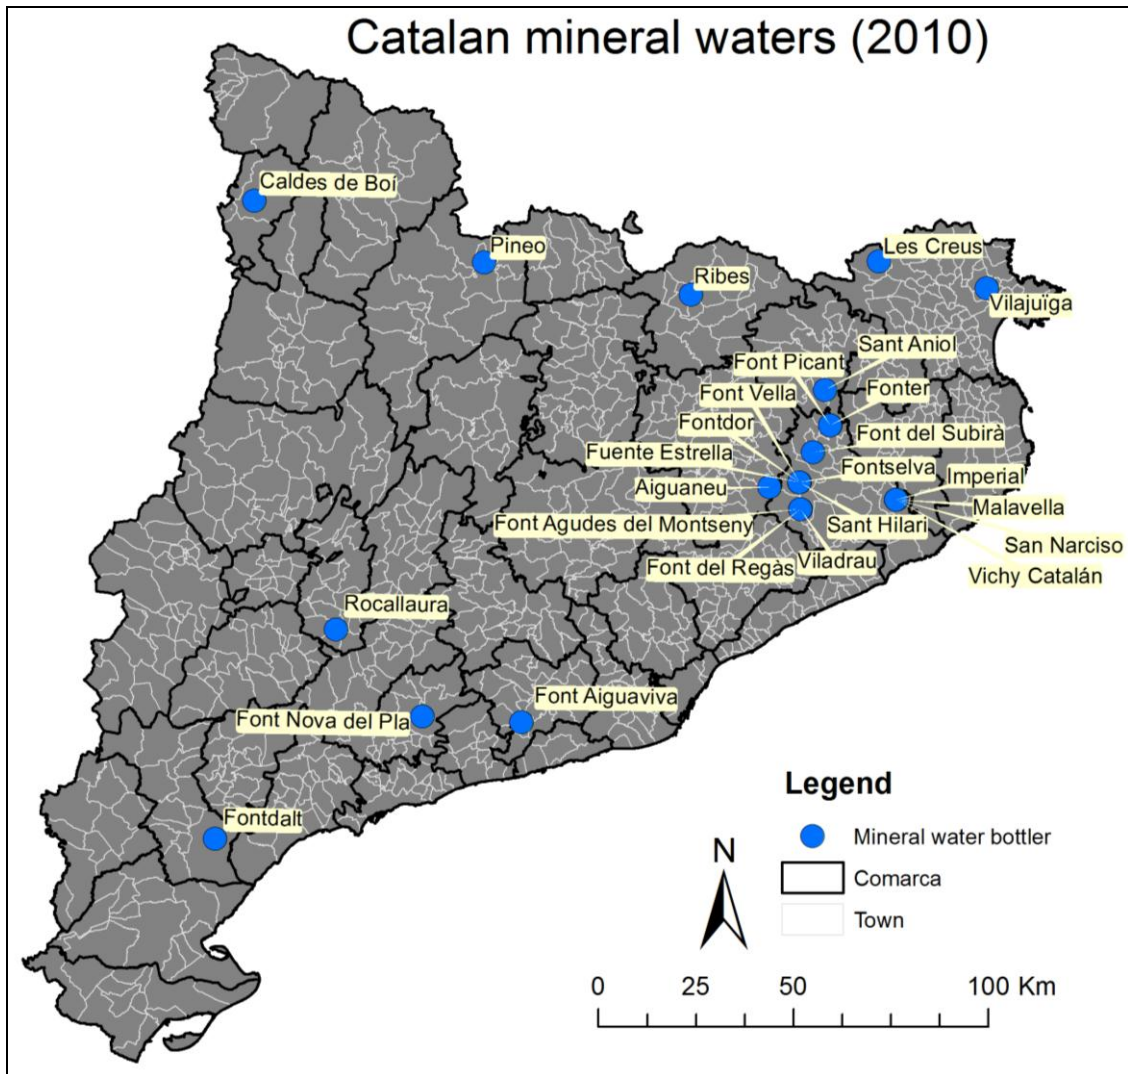 Catalan mineral waters (2010)
Caldes de Boí
Pineo
Ribes
Les Creus
Vilajuïga
Sant Aniol
Font Picant
Font Vella
Fonter
Fontdor
Font del Subirà
Fuente Estrella
Fontselva
Imperial
Aiguaneu
Malavella
Font Agudes del Montseny
Sant Hilari
San Narciso
Font del Regàs
Viladrau
Vichy Catalán
Rocallaura
Font Aiguaviva
Font Nova del Pla
Fontdalt
Legend
Mineral water bottler
Comarca
Town
N
0 25 50 100 Km